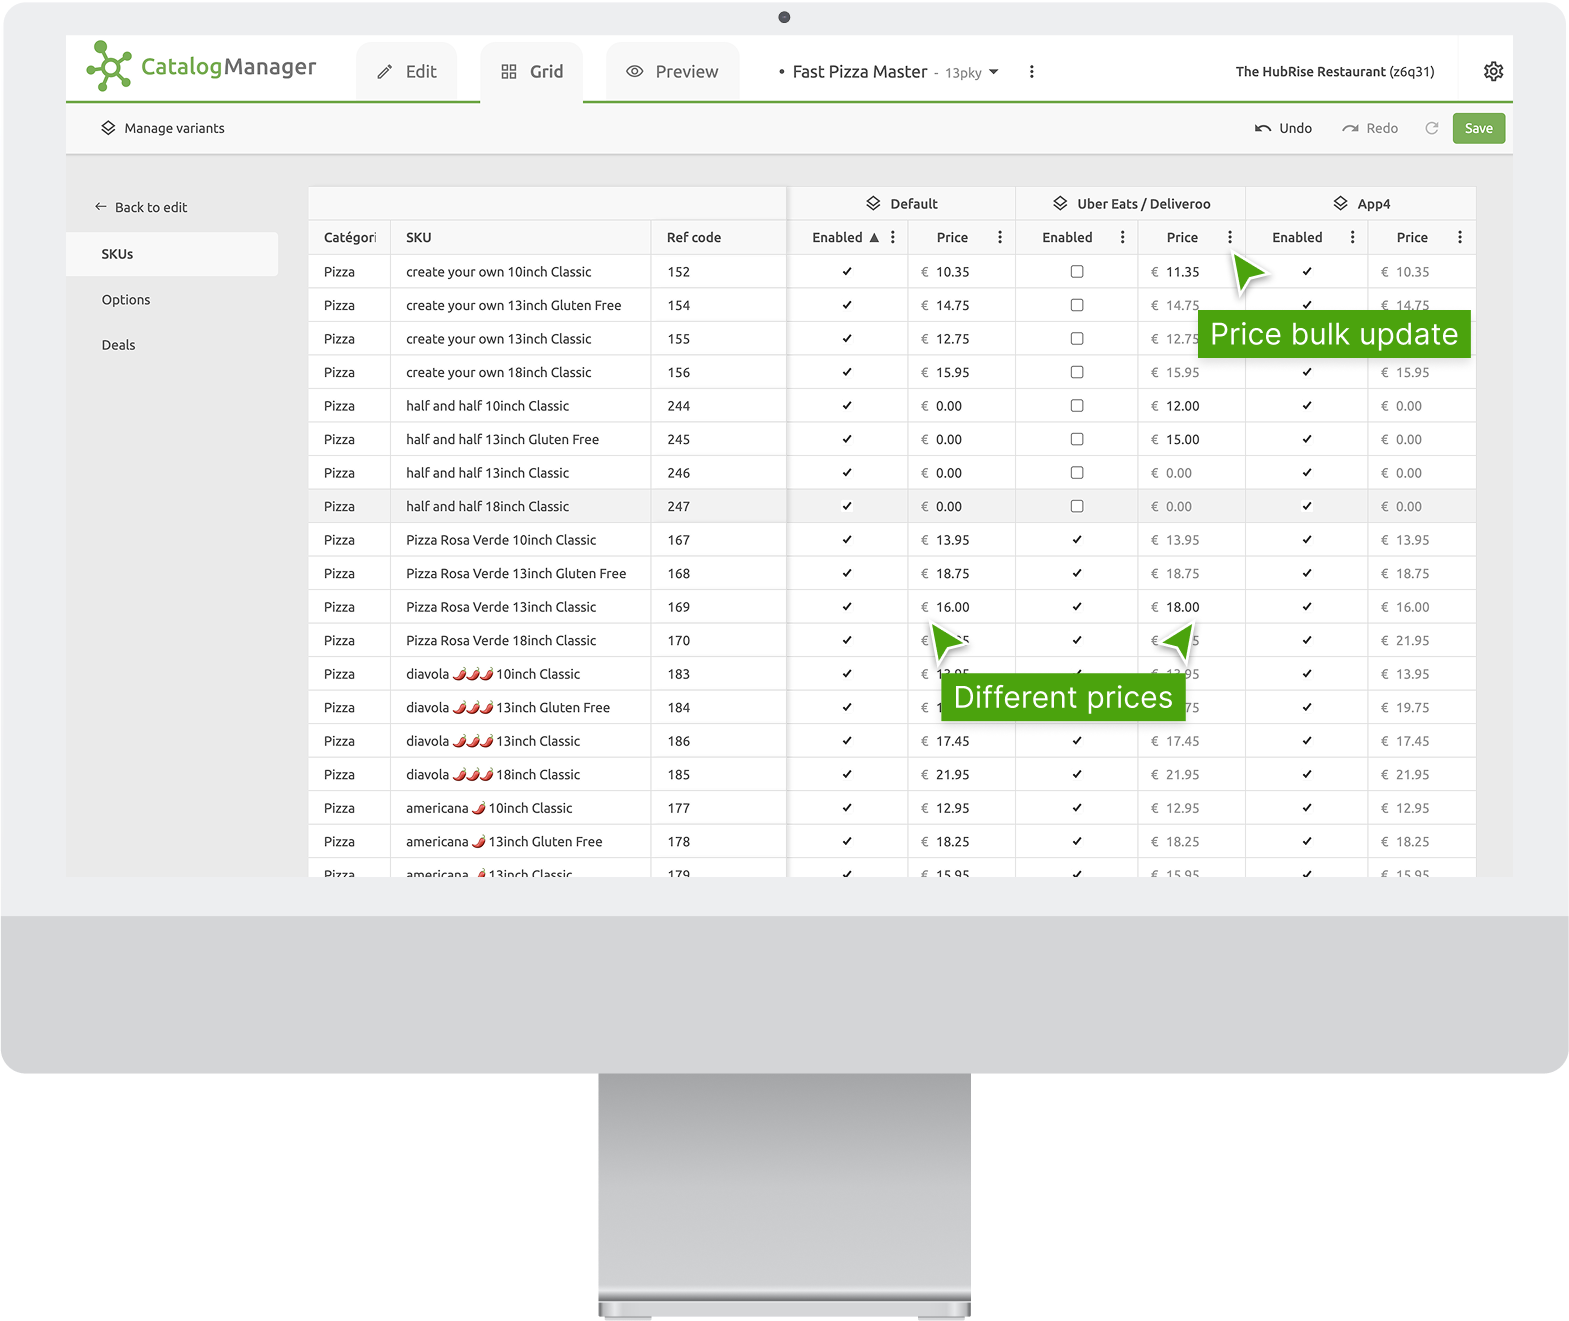 CatalogManager Edit Grid Preview • Fast Pizza Master - 13pky The HubRise Restaurant (z6q31)
Manage variants Undo Redo Save
Back to edit
SKUs
Options
Deals
Default Uber Eats / Deliveroo App4
Catégori SKU Ref code Enabled ▲ Price Enabled Price Enabled Price
Pizza create your own 10inch Classic 152 € 10.35 € 11.35 € 10.35
Pizza create your own 13inch Gluten Free 154 € 14.75 € 14.75 € 14.75
Price bulk update
Pizza create your own 13inch Classic 155 € 12.75 € 12.75
Pizza create your own 18inch Classic 156 € 15.95 € 15.95 € 15.95
Pizza half and half 10inch Classic 244 € 0.00 € 12.00 € 0.00
Pizza half and half 13inch Gluten Free 245 € 0.00 € 15.00 € 0.00
Pizza half and half 13inch Classic 246 € 0.00 € 0.00 € 0.00
Pizza half and half 18inch Classic 247 € 0.00 € 0.00 € 0.00
Pizza Pizza Rosa Verde 10inch Classic 167 € 13.95 € 13.95 € 13.95
Pizza Pizza Rosa Verde 13inch Gluten Free 168 € 18.75 € 18.75 € 18.75
Pizza Pizza Rosa Verde 13inch Classic 169 € 16.00 € 18.00 € 16.00
Pizza Pizza Rosa Verde 18inch Classic 170 € € € 21.95
Pizza diavola 🌶️🌶️🌶️ 10inch Classic 183 € 13.95 € 13.95
Different prices
Pizza diavola 🌶️🌶️🌶️ 13inch Gluten Free 184 € € 19.75
Pizza diavola 🌶️🌶️🌶️ 13inch Classic 186 € 17.45 € 17.45 € 17.45
Pizza diavola 🌶️🌶️🌶️ 18inch Classic 185 € 21.95 € 21.95 € 21.95
Pizza americana 🌶️ 10inch Classic 177 € 12.95 € 12.95 € 12.95
Pizza americana 🌶️ 13inch Gluten Free 178 € 18.25 € 18.25 € 18.25
Pizza americana 🌶️ 13inch Classic 179 € 15.95 € 15.95 € 15.95